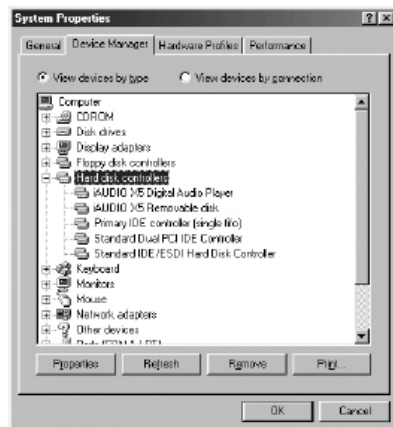 System Properties
General Device Manager Hardware Profiles Performance
View devices by type View devices by connection
Computer
CDROM
Disk drives
Display adapters
Floppy disk controllers
Hard disk controllers
iAUDIO X5 Digital Audio Player
iAUDIO X5 Removable disk
Primary IDE controller (single fifo)
Standard Dual PCI IDE Controller
Standard IDE/ESDI Hard Disk Controller
Keyboard
Monitors
Mouse
Network adapters
Other devices
Ports (COM & LPT)
Properties Refresh Remove Print...
OK Cancel